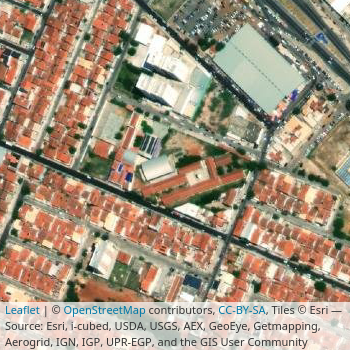 Leaflet | © OpenStreetMap contributors, CC-BY-SA, Tiles © Esri —
Source: Esri, i-cubed, USDA, USGS, AEX, GeoEye, Getmapping,
Aerogrid, IGN, IGP, UPR-EGP, and the GIS User Community